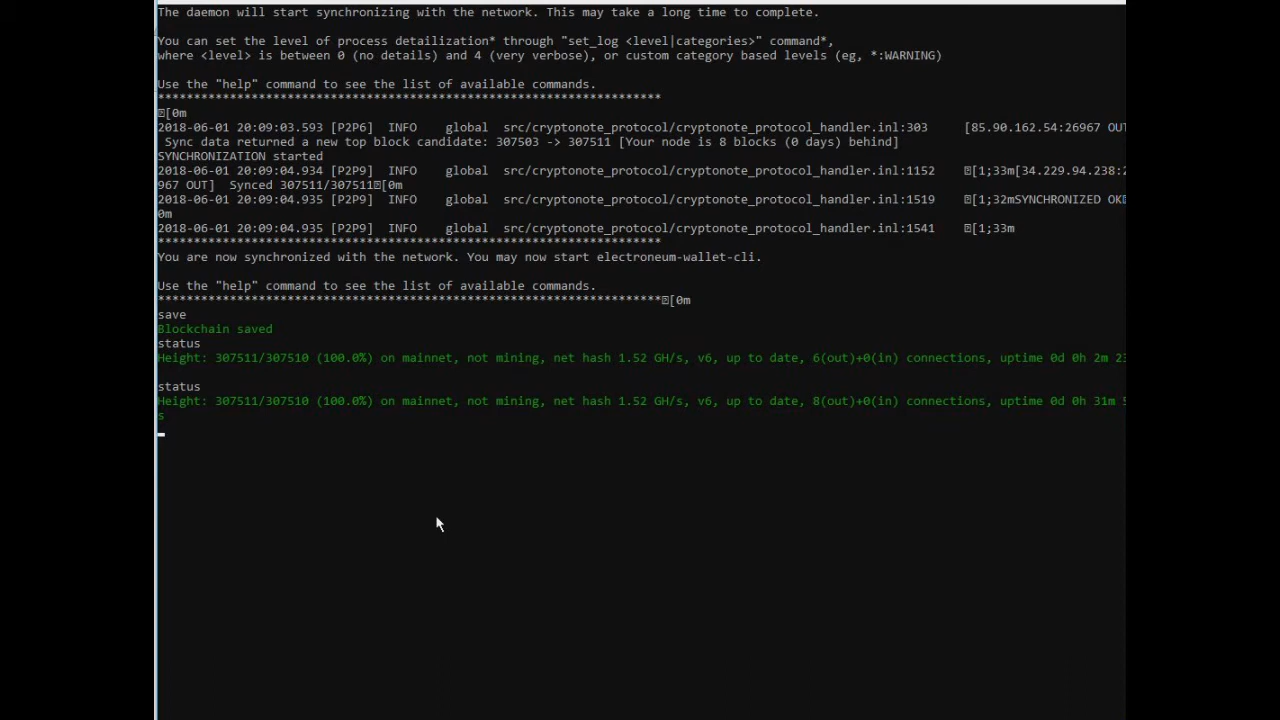 The daemon will start synchronizing with the network. This may take a long time to complete.
You can set the level of process detailization* through "set_log <level|categories>" command*,
where <level> is between 0 (no details) and 4 (very verbose), or custom category based levels (eg, *:WARNING)
Use the "help" command to see the list of available commands.
**********************************************************************
[0m
2018-06-01 20:09:03.593 [P2P6]  INFO    global  src/cryptonote_protocol/cryptonote_protocol_handler.inl:303     [85.90.162.54:26967 OUT
 Sync data returned a new top block candidate: 307503 -> 307511 [Your node is 8 blocks (0 days) behind]
SYNCHRONIZATION started
2018-06-01 20:09:04.934 [P2P9]  INFO    global  src/cryptonote_protocol/cryptonote_protocol_handler.inl:1152    [1;33m[34.229.94.238:2
967 OUT]  Synced 307511/307511[0m
2018-06-01 20:09:04.935 [P2P9]  INFO    global  src/cryptonote_protocol/cryptonote_protocol_handler.inl:1519    [1;32mSYNCHRONIZED OK
0m
2018-06-01 20:09:04.935 [P2P9]  INFO    global  src/cryptonote_protocol/cryptonote_protocol_handler.inl:1541    [1;33m
**********************************************************************
You are now synchronized with the network. You may now start electroneum-wallet-cli.
Use the "help" command to see the list of available commands.
**********************************************************************[0m
save
Blockchain saved
status
Height: 307511/307510 (100.0%) on mainnet, not mining, net hash 1.52 GH/s, v6, up to date, 6(out)+0(in) connections, uptime 0d 0h 2m 23
status
Height: 307511/307510 (100.0%) on mainnet, not mining, net hash 1.52 GH/s, v6, up to date, 8(out)+0(in) connections, uptime 0d 0h 31m 5
s